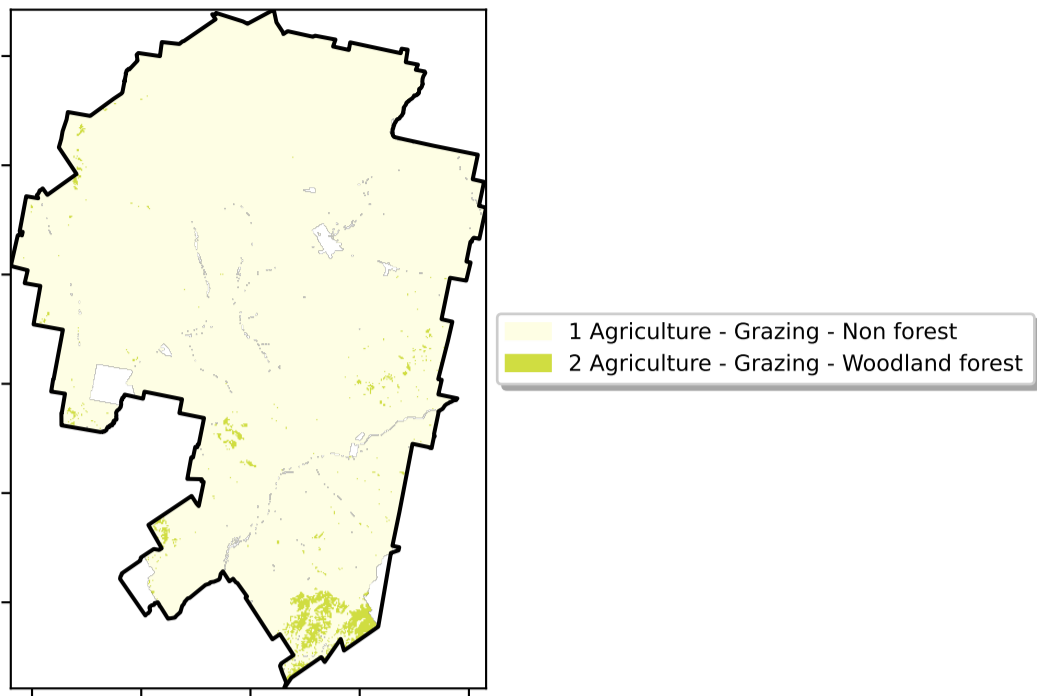 1 Agriculture - Grazing - Non forest
2 Agriculture - Grazing - Woodland forest